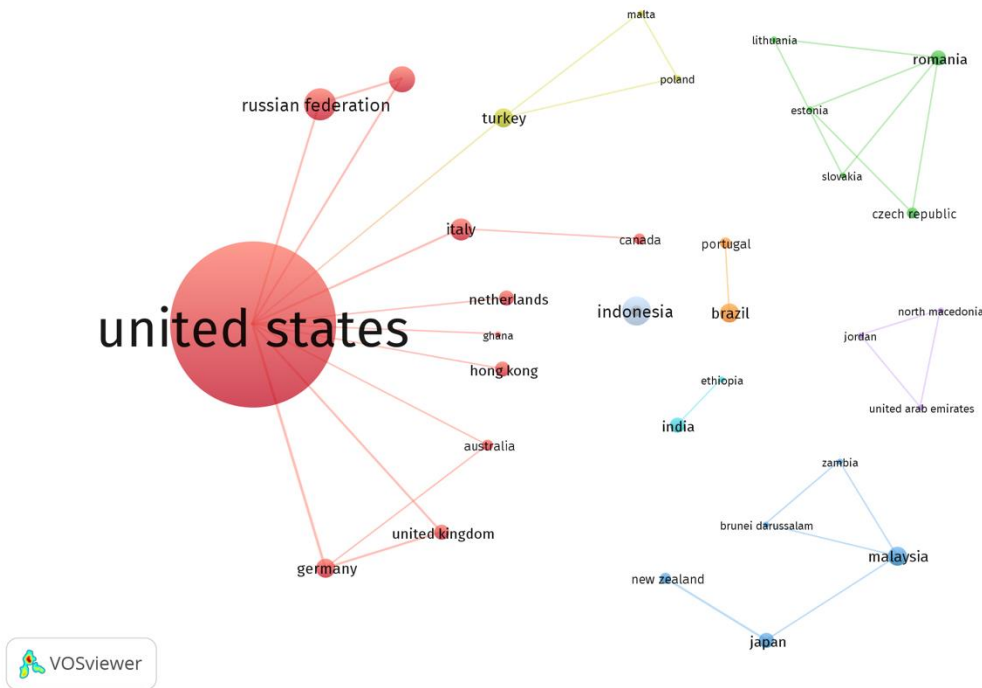 malta
lithuania
romania
poland
russian federation
estonia
turkey
slovakia
czech republic
italy
canada
portugal
netherlands
indonesia
brazil
north macedonia
united states
ghana
jordan
hong kong
ethiopia
united arab emirates
india
australia
zambia
brunei darussalam
united kingdom
malaysia
germany
new zealand
japan
VOSviewer